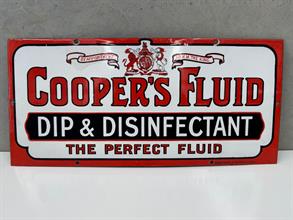 COOPER'S FLUID
DIP & DISINFECTANT
THE PERFECT FLUID